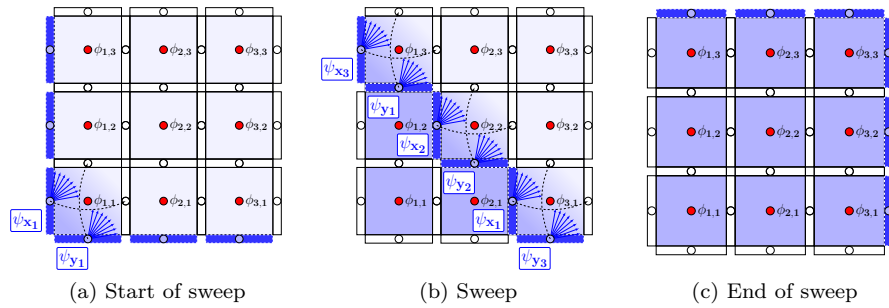 ϕ1,3 ϕ2,3 ϕ3,3
ϕ1,2 ϕ2,2 ϕ3,2
ϕ1,1 ϕ2,1 ϕ3,1
ψx1
ψy1
(a) Start of sweep
ϕ1,3 ϕ2,3 ϕ3,3
ψx3
ψy1
ϕ1,2 ϕ2,2 ϕ3,2
ψx2
ψy2
ϕ1,1 ϕ2,1 ϕ3,1
ψx1
ψy3
(b) Sweep
ϕ1,3 ϕ2,3 ϕ3,3
ϕ1,2 ϕ2,2 ϕ3,2
ϕ1,1 ϕ2,1 ϕ3,1
(c) End of sweep